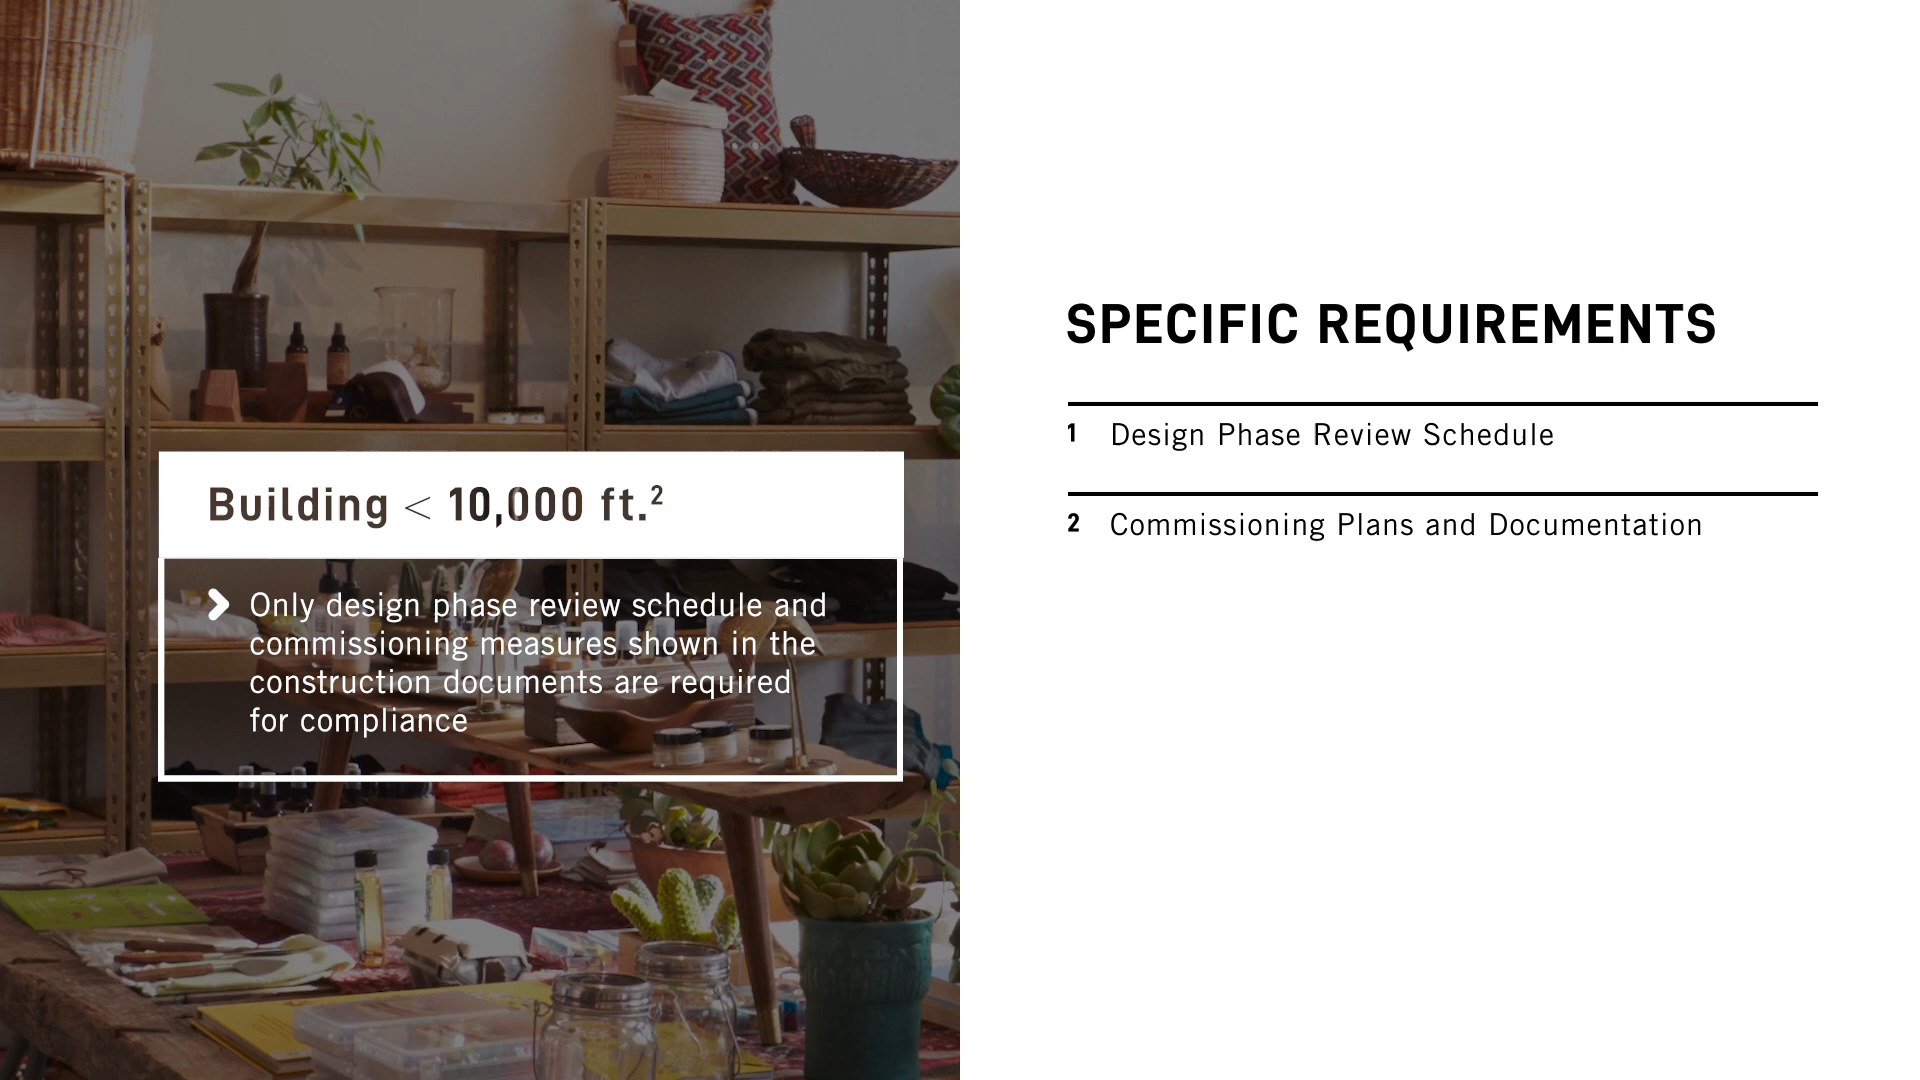 Building < 10,000 ft.²
Only design phase review schedule and
commissioning measures shown in the
construction documents are required
for compliance
SPECIFIC REQUIREMENTS
1 Design Phase Review Schedule
2 Commissioning Plans and Documentation